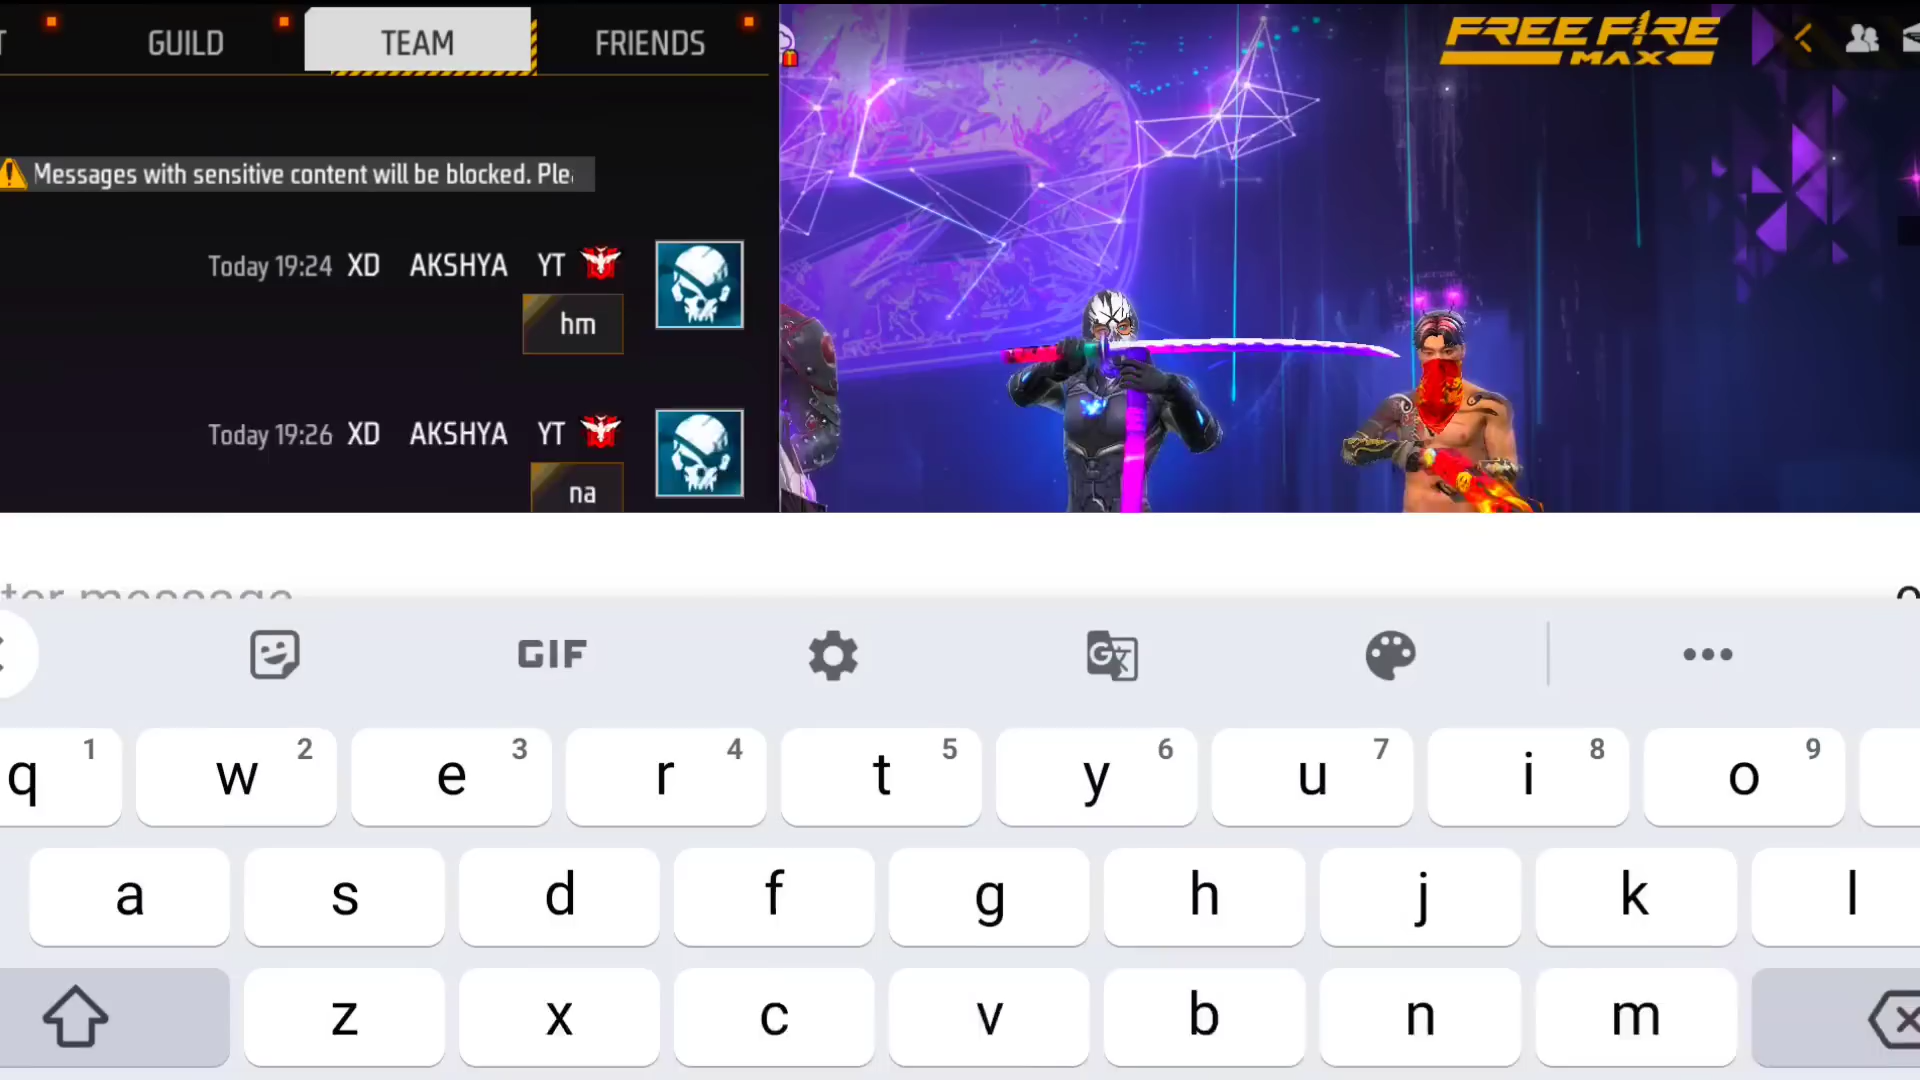 GUILD
TEAM
FRIENDS
FREE FIRE
MAX
Messages with sensitive content will be blocked.
Today 19:24 XD AKSHYA YT
hm
Today 19:26 XD AKSHYA YT
na
GIF
q 1 w 2 e 3 r 4 t 5 y 6 u 7 i 8 o 9
a s d f g h j k l
z x c v b n m